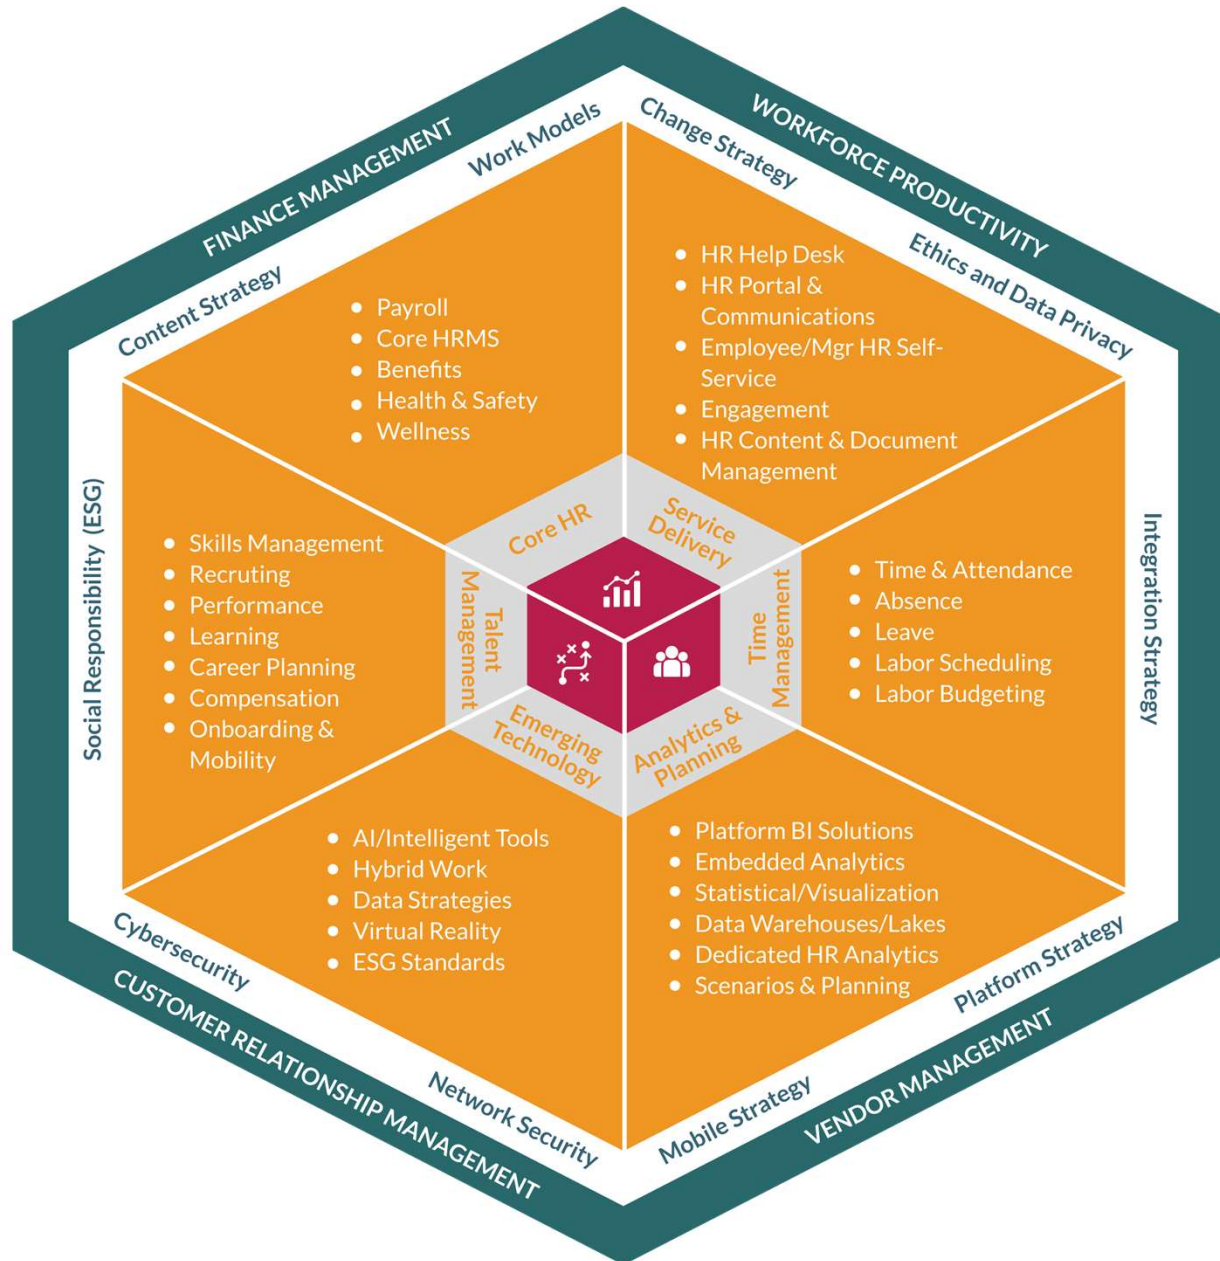 FINANCE MANAGEMENT
WORKFORCE PRODUCTIVITY
Work Models
Change Strategy
Content Strategy
Ethics and Data Privacy
Payroll
Core HRMS
Benefits
Health & Safety
Wellness
HR Help Desk
HR Portal &
Communications
Employee/Mgr HR Self-
Service
Engagement
HR Content & Document
Management
Core HR
Service
Delivery
Social Responsibility (ESG)
Skills Management
Recruting
Performance
Learning
Career Planning
Compensation
Onboarding &
Mobility
Talent
Management
Time
Management
Time & Attendance
Absence
Leave
Labor Scheduling
Labor Budgeting
Integration Strategy
Emerging
Technology
Analytics &
Planning
AI/Intelligent Tools
Hybrid Work
Data Strategies
Virtual Reality
ESG Standards
Platform BI Solutions
Embedded Analytics
Statistical/Visualization
Data Warehouses/Lakes
Dedicated HR Analytics
Scenarios & Planning
Cybersecurity
Platform Strategy
Network Security
Mobile Strategy
CUSTOMER RELATIONSHIP MANAGEMENT
VENDOR MANAGEMENT